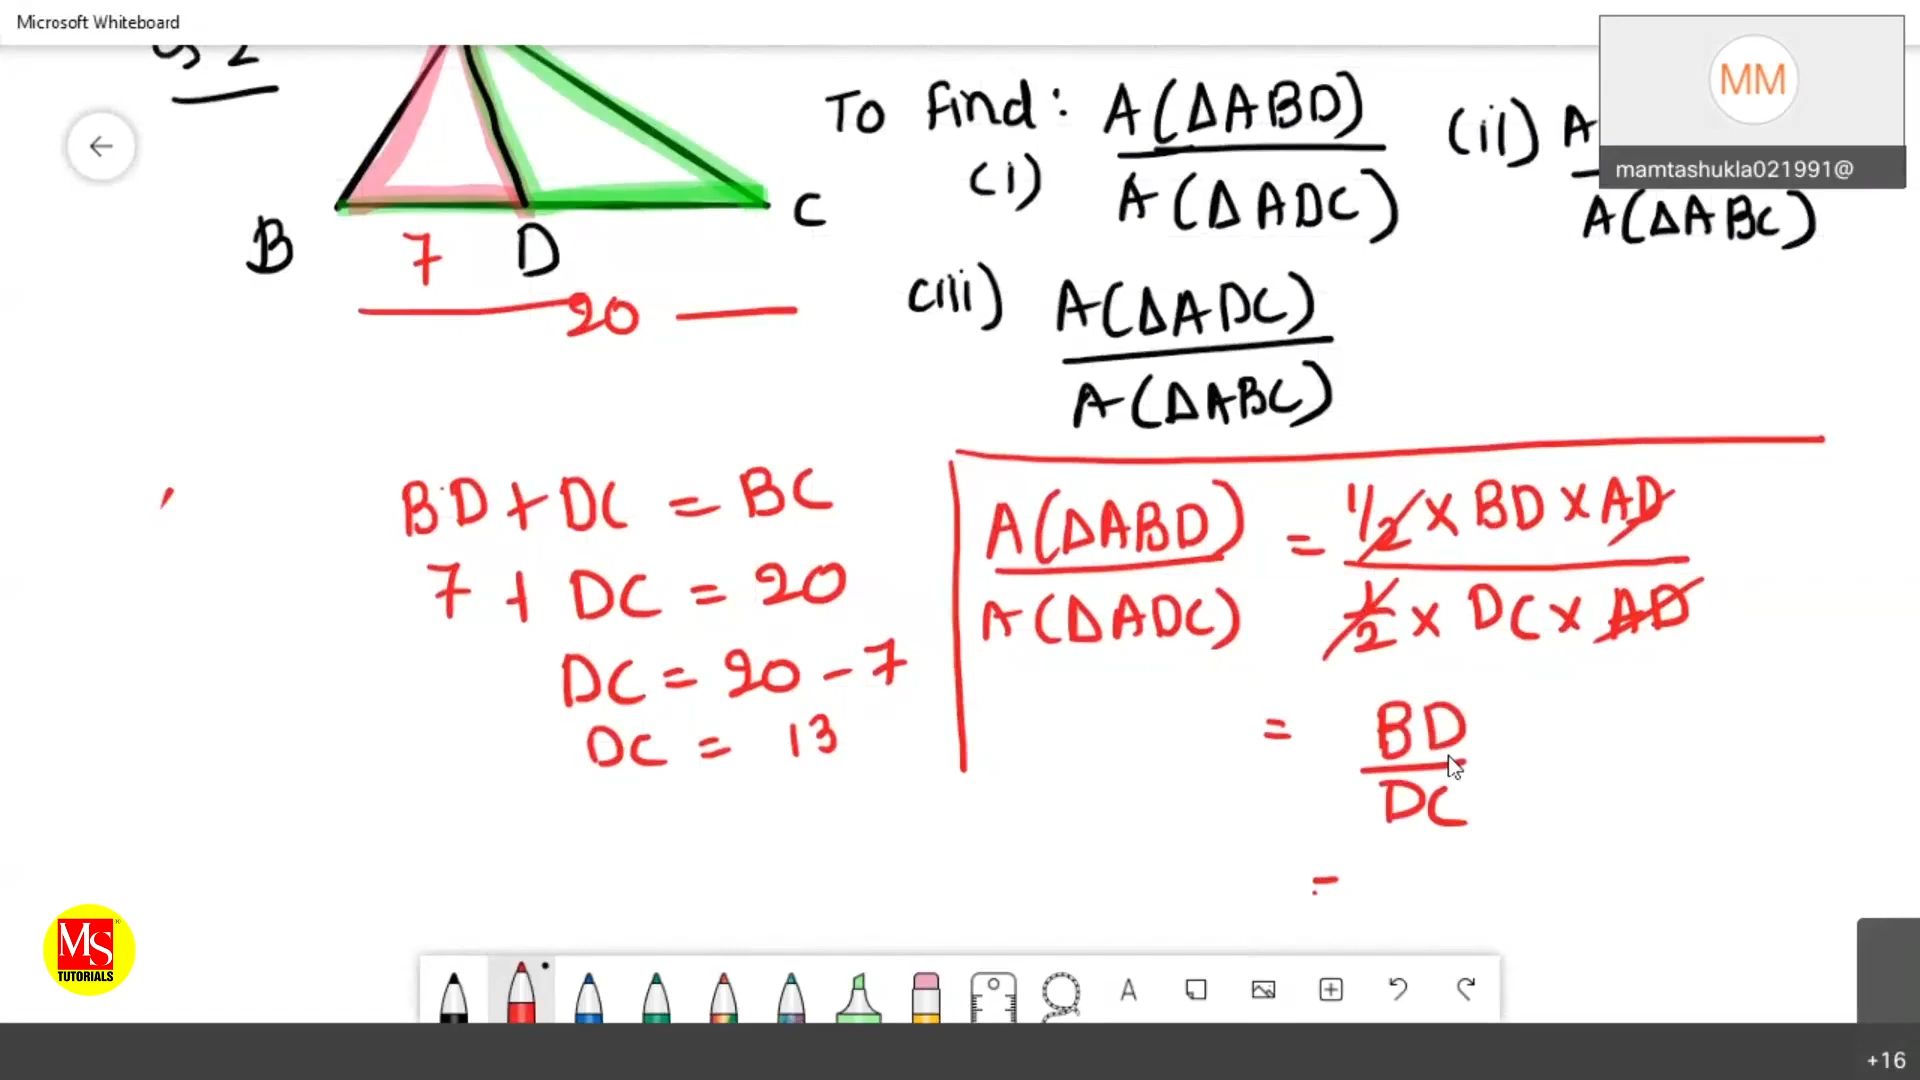 Microsoft Whiteboard
MM
mamtashukla021991@
B 7 D C
20
To find: A(ΔABD)
(i) A(ΔADC)
(ii) A
A(ΔABC)
(iii) A(ΔADC)
A(ΔABC)
BD + DC = BC
7 + DC = 20
DC = 20 - 7
DC = 13
A(ΔABD) = 1/2 × BD × AD
A(ΔADC) 1/2 × DC × AD
= BD
DC
=
MS
TUTORIALS
A
+16